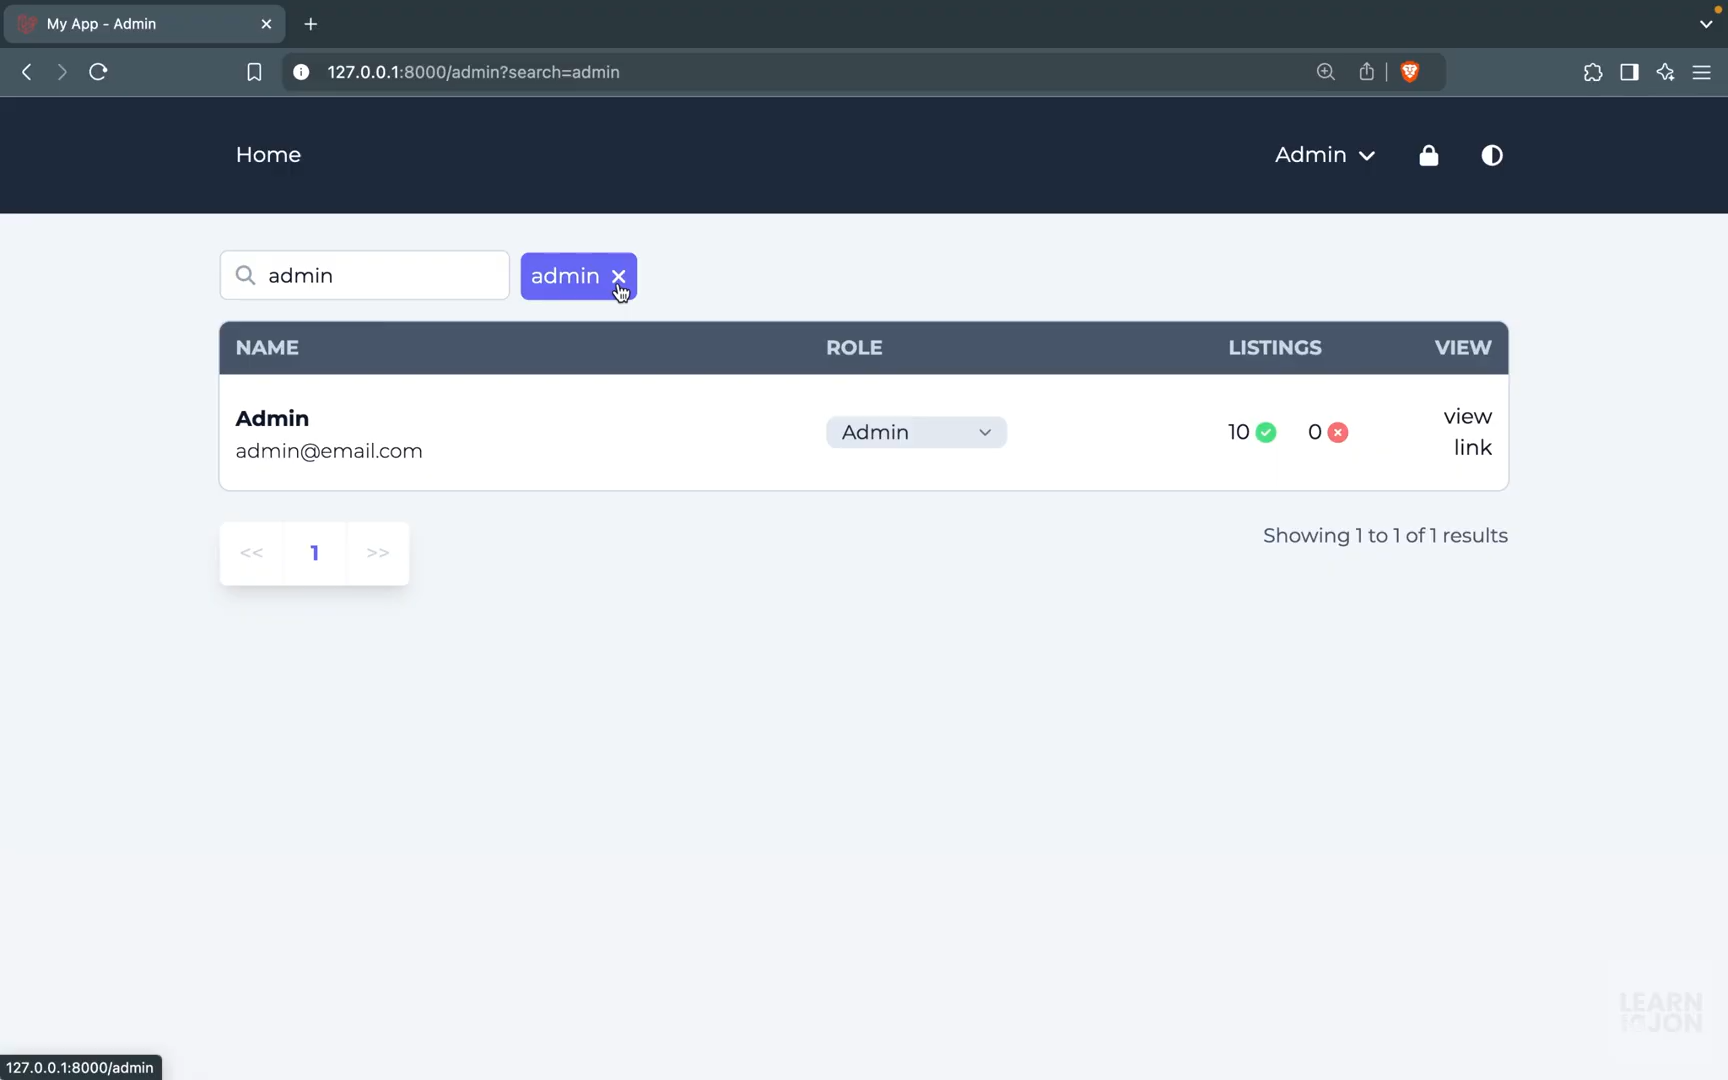 My App - Admin
127.0.0.1:8000/admin?search=admin
Home
Admin
admin
admin
NAME ROLE LISTINGS VIEW
Admin
admin@email.com
Admin
10 0
view
link
<< 1 >>
Showing 1 to 1 of 1 results
LEARN
JON
127.0.0.1:8000/admin